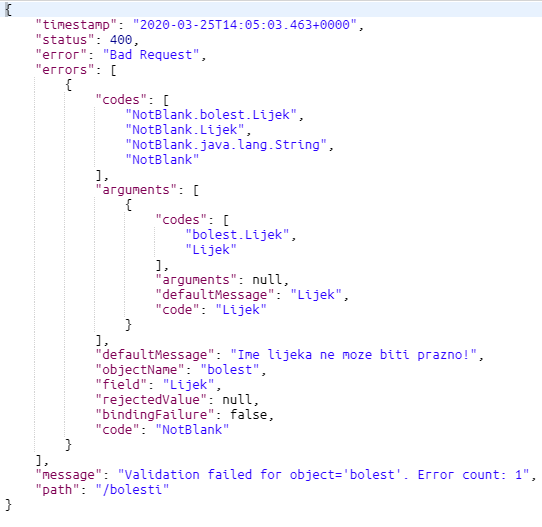 {
"timestamp": "2020-03-25T14:05:03.463+0000",
"status": 400,
"error": "Bad Request",
"errors": [
{
"codes": [
"NotBlank.bolest.Lijek",
"NotBlank.Lijek",
"NotBlank.java.lang.String",
"NotBlank"
],
"arguments": [
{
"codes": [
"bolest.Lijek",
"Lijek"
],
"arguments": null,
"defaultMessage": "Lijek",
"code": "Lijek"
}
],
"defaultMessage": "Ime lijeka ne moze biti prazno!",
"objectName": "bolest",
"field": "Lijek",
"rejectedValue": null,
"bindingFailure": false,
"code": "NotBlank"
}
],
"message": "Validation failed for object='bolest'. Error count: 1",
"path": "/bolesti"
}